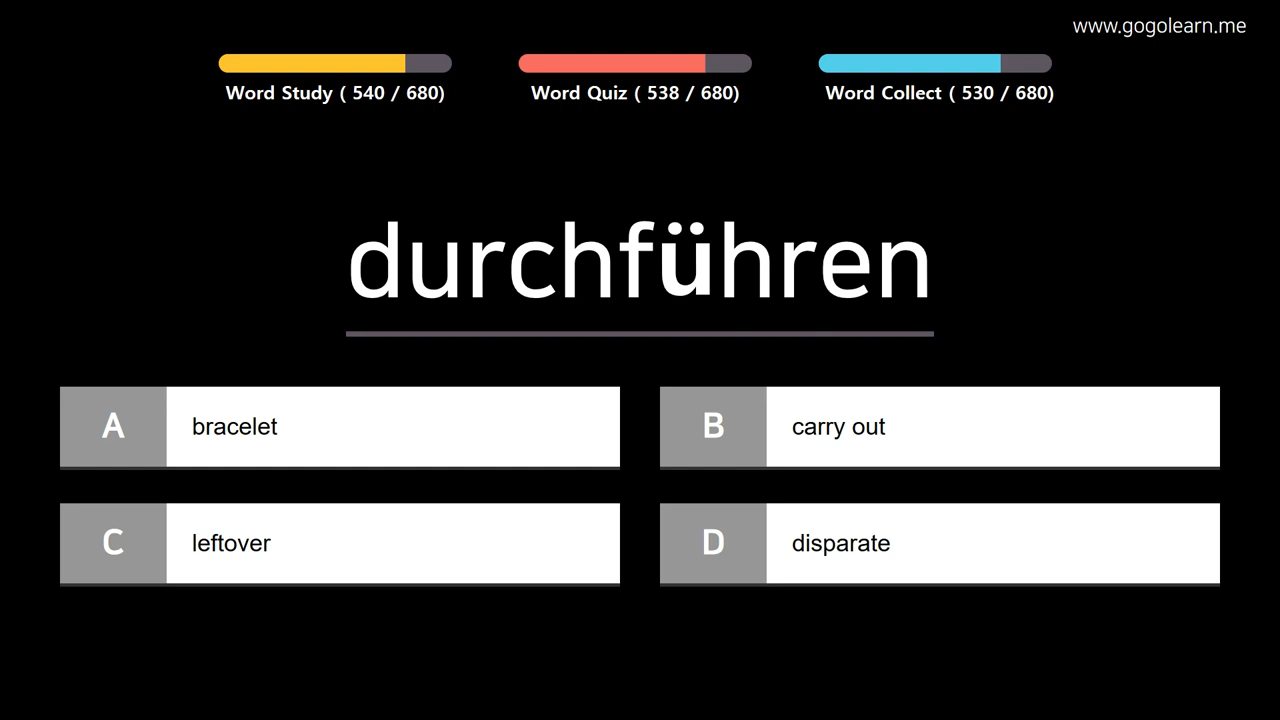 www.gogolearn.me
Word Study ( 540 / 680)
Word Quiz ( 538 / 680)
Word Collect ( 530 / 680)
durchführen
A bracelet
B carry out
C leftover
D disparate